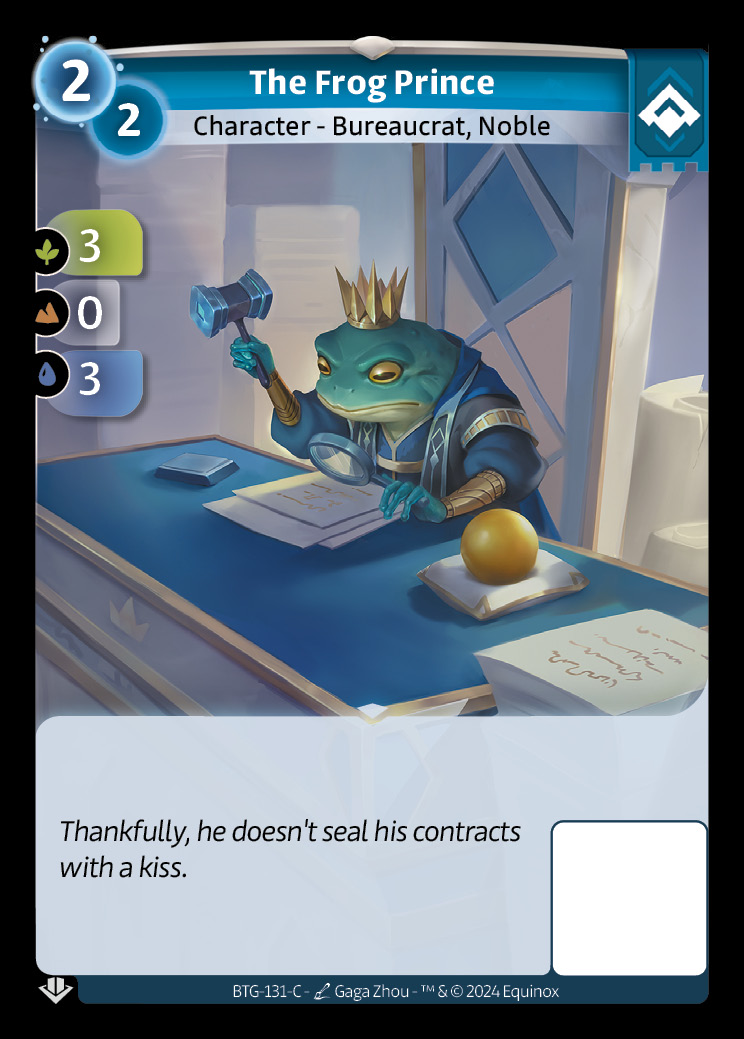 2
The Frog Prince
2
Character - Bureaucrat, Noble
3
0
3
Thankfully, he doesn't seal his contracts
with a kiss.
BTG-131-C - Gaga Zhou - ™ & © 2024 Equinox